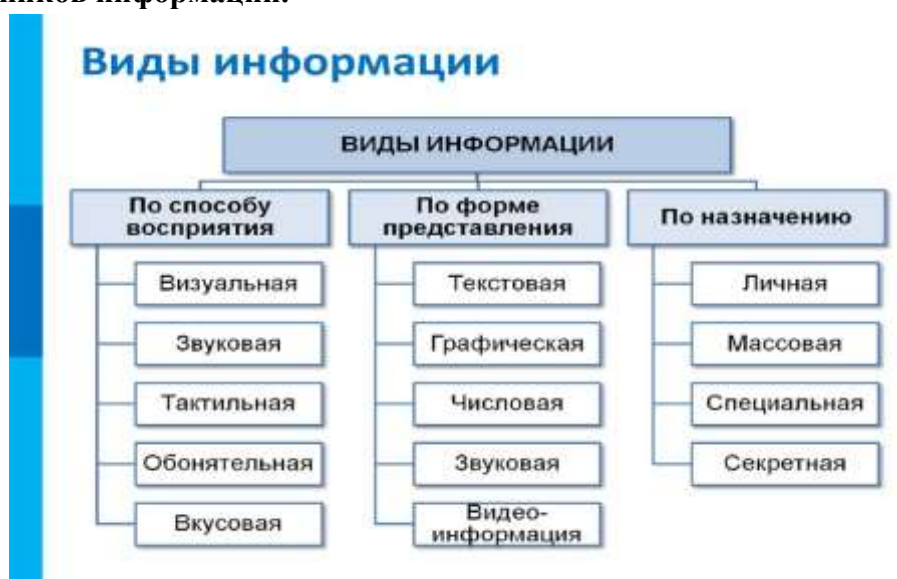 информации.
Виды информации
ВИДЫ ИНФОРМАЦИИ
По способу
восприятия
Визуальная
Звуковая
Тактильная
Обонятельная
Вкусовая
По форме
представления
Текстовая
Графическая
Числовая
Звуковая
Видео-
информация
По назначению
Личная
Массовая
Специальная
Секретная